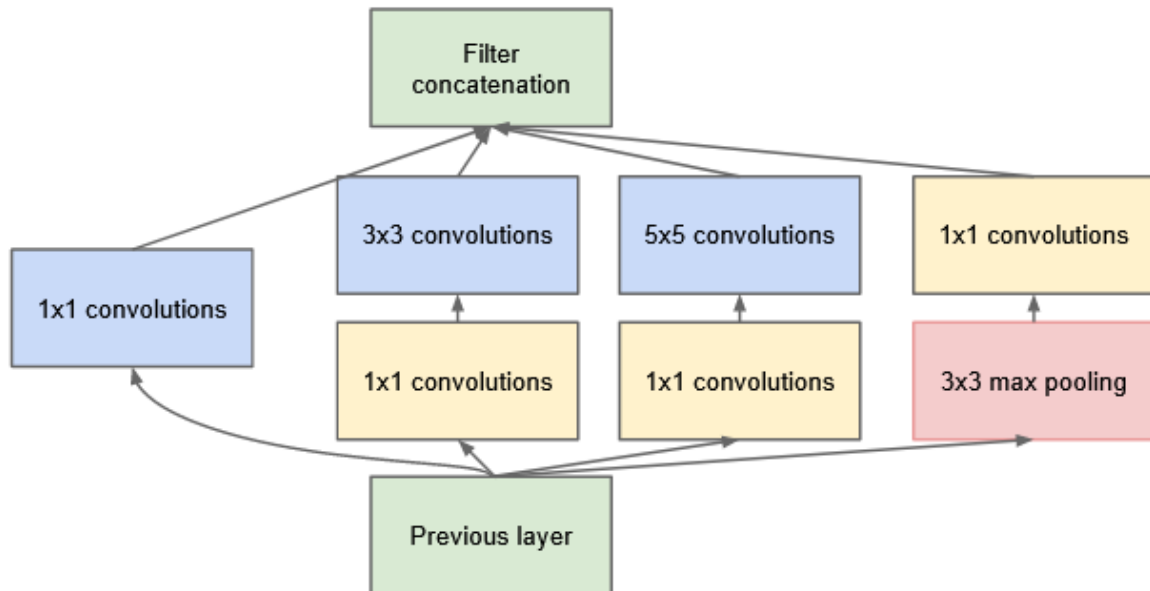 Filter
concatenation
3x3 convolutions
5x5 convolutions
1x1 convolutions
1x1 convolutions
1x1 convolutions
1x1 convolutions
3x3 max pooling
Previous layer